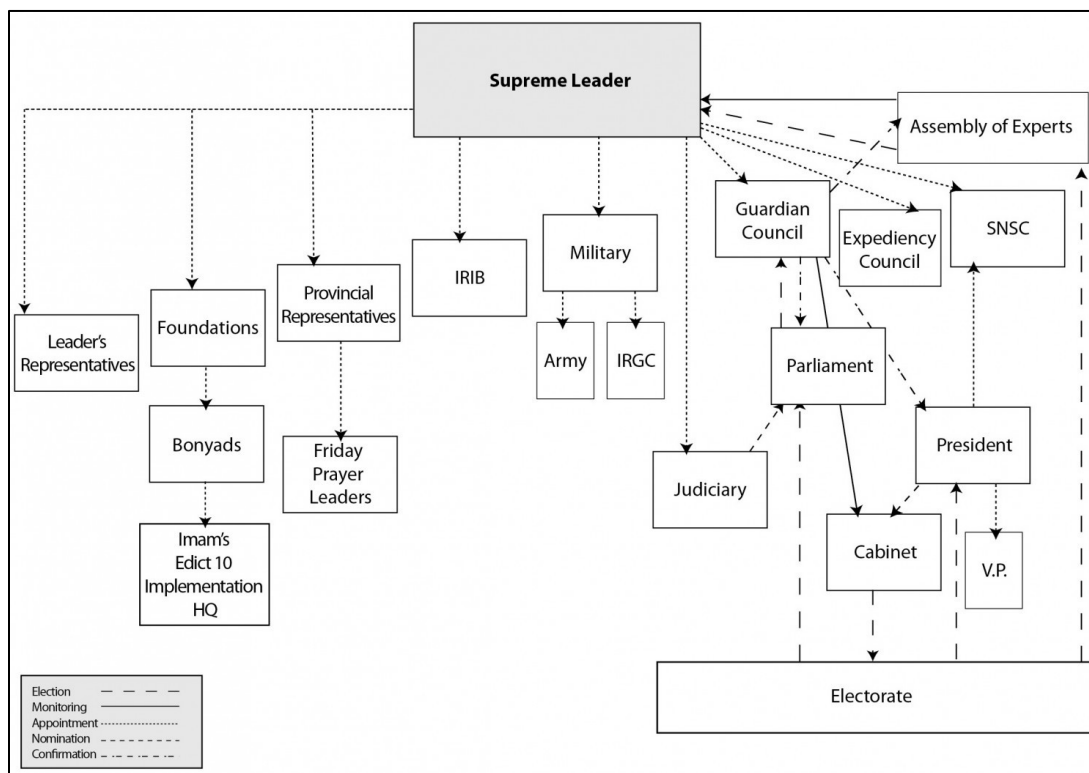 Supreme Leader
Assembly of Experts
Guardian
Council
Expediency
Council
SNSC
IRIB
Military
Provincial
Representatives
Foundations
Leader's
Representatives
Army
IRGC
Parliament
Bonyads
Friday
Prayer
Leaders
Judiciary
President
Imam's
Edict 10
Implementation
HQ
Cabinet
V.P.
Electorate
Election
Monitoring
Appointment
Nomination
Confirmation